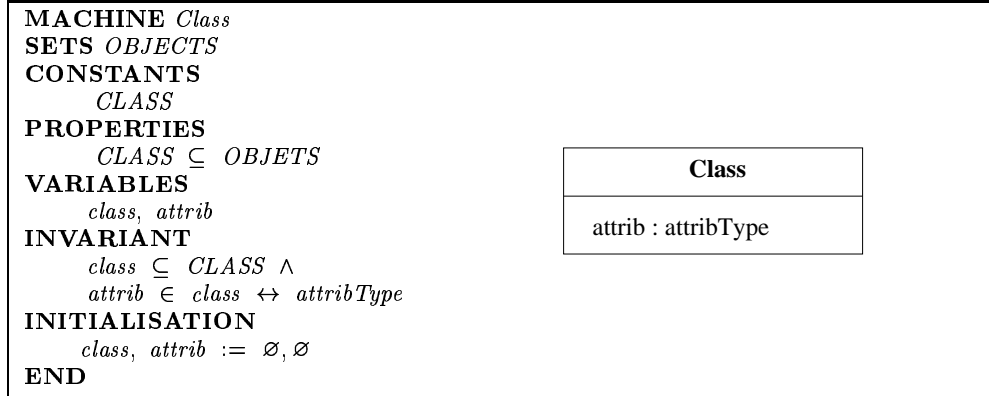 MACHINE Class
SETS OBJECTS
CONSTANTS
CLASS
PROPERTIES
CLASS ⊆ OBJETS
VARIABLES
class, attrib
INVARIANT
class ⊆ CLASS ∧
attrib ∈ class ↔ attribType
INITIALISATION
class, attrib := ∅, ∅
END
Class
attrib : attribType